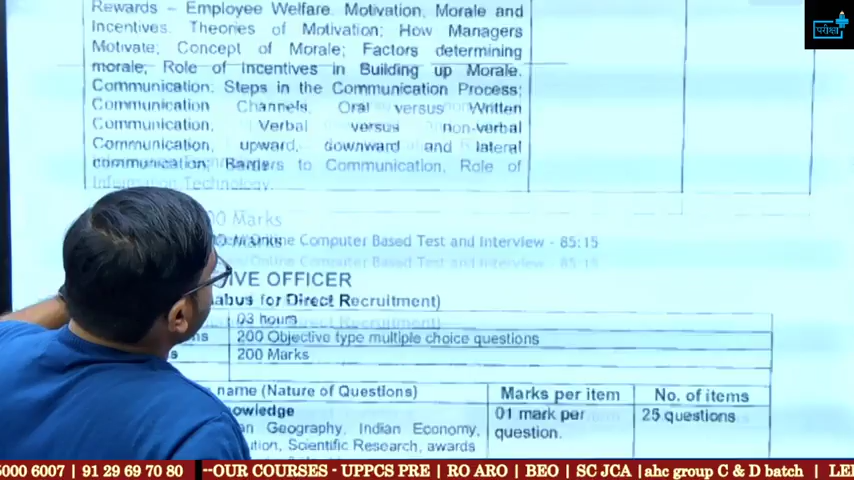 Rewards – Employee Welfare. Motivation, Morale and
Incentives. Theories of Motivation; How Managers
Motivate; Concept of Morale; Factors determining
morale; Role of Incentives in Building up Morale.
Communication: Steps in the Communication Process;
Communication Channels, Oral versus Written
Communication, Verbal versus non-verbal
Communication, upward, downward and lateral
communication; Barriers to Communication, Role of
Information Technology.
00 Marks
Online Computer Based Test and Interview - 85:15
IVE OFFICER
abus for Direct Recruitment)
03 hours
ns 200 Objective type multiple choice questions
s 200 Marks
name (Nature of Questions) Marks per item No. of items
owledge 01 mark per 25 questions
an Geography, Indian Economy, question.
ution, Scientific Research, awards
परीक्षा
5000 6007 | 91 29 69 70 80 --OUR COURSES - UPPCS PRE | RO ARO | BEO | SC JCA |ahc group C & D batch | LE